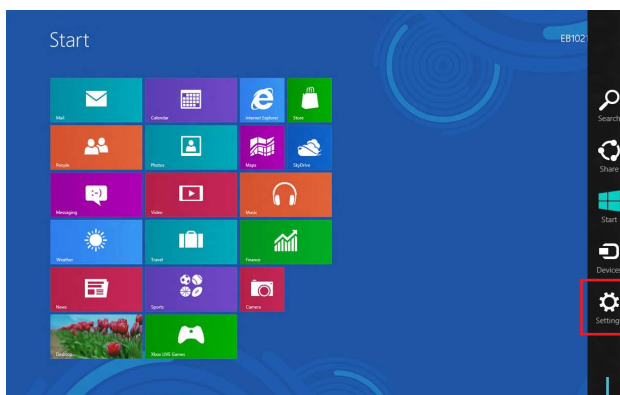 Start
EB102
Mail
Calendar
Internet Explorer
Store
People
Photos
Maps
SkyDrive
Messaging
Video
Music
Weather
Travel
Finance
News
Sports
Camera
Desktop
Xbox LIVE Games
Search
Share
Start
Devices
Setting